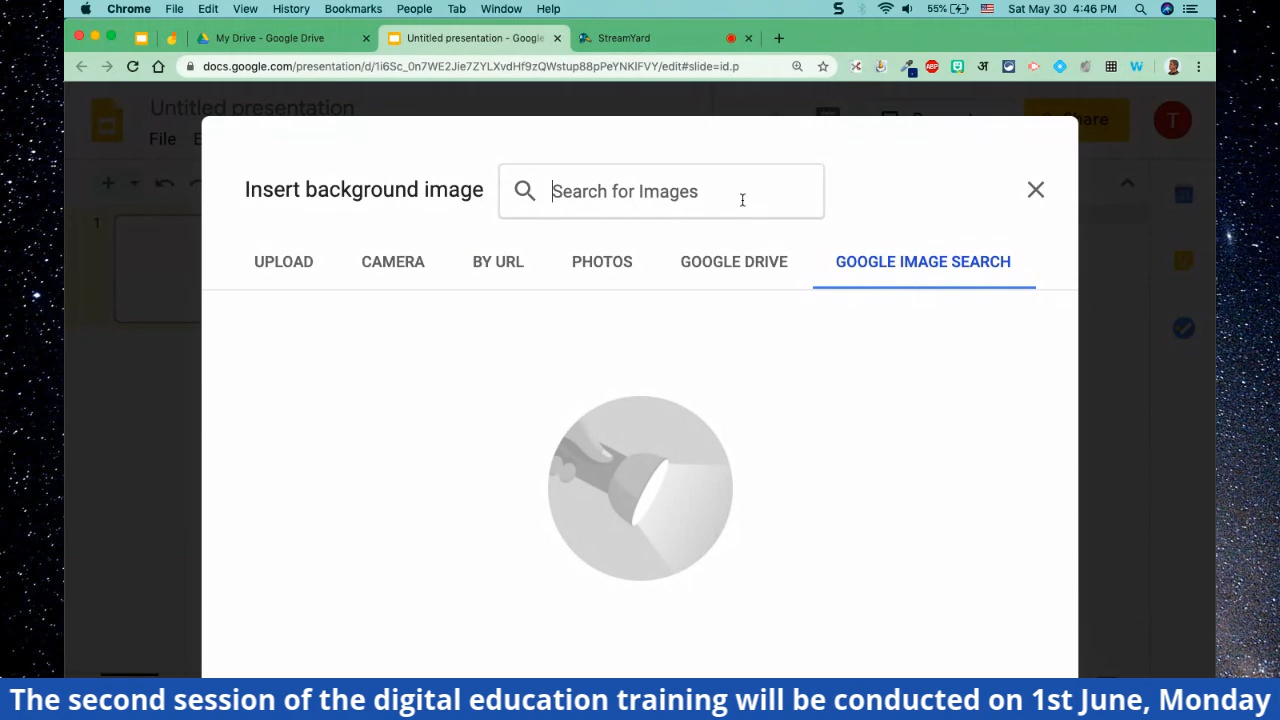 Chrome File Edit View History Bookmarks People Tab Window Help S 55% Sat May 30 4:46 PM
My Drive - Google Drive Untitled presentation - Google StreamYard
docs.google.com/presentation/d/1i6Sc_0n7WE2Jie7ZYLXvdHf9zQWstup88pPeYNKIFVY/edit#slide=id.p ABP अ W
Untitled presentation
File
T
Insert background image Search for Images
UPLOAD CAMERA BY URL PHOTOS GOOGLE DRIVE GOOGLE IMAGE SEARCH
1
The second session of the digital education training will be conducted on 1st June, Monday